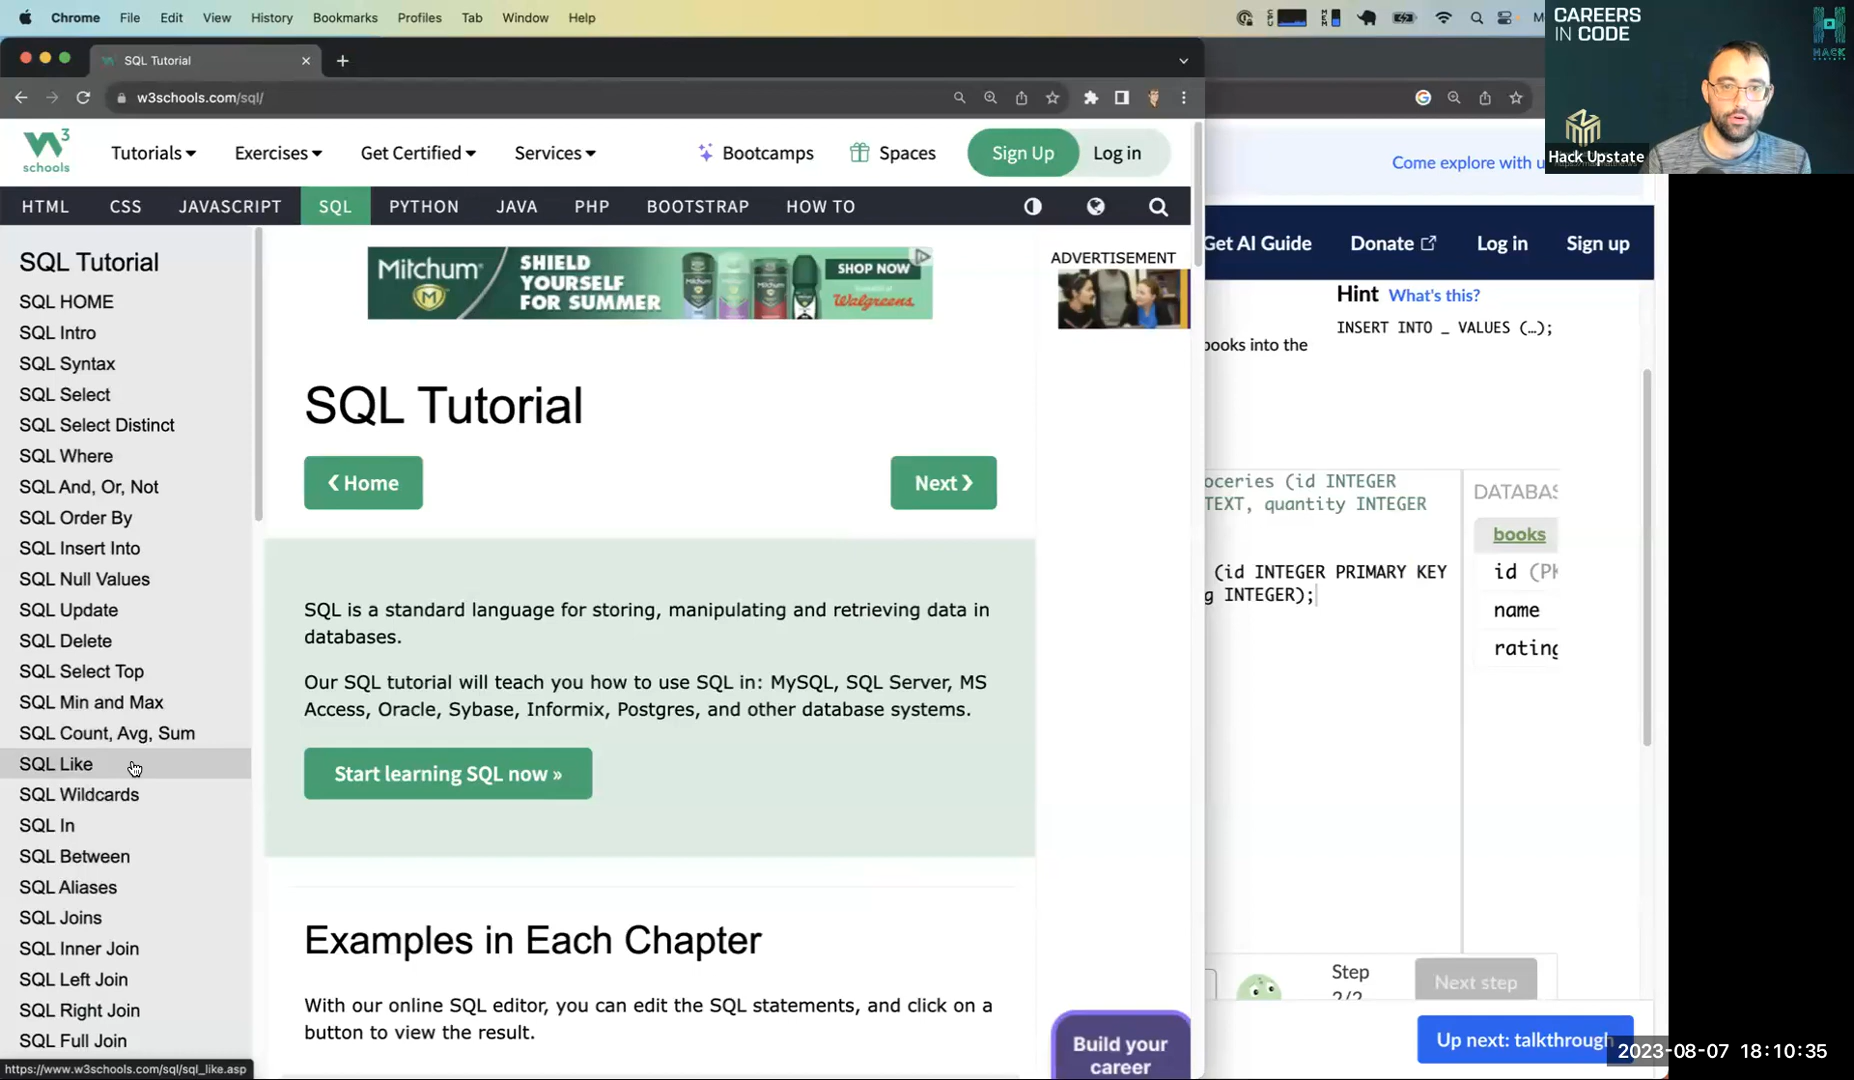 Chrome File Edit View History Bookmarks Profiles Tab Window Help
SQL Tutorial
w3schools.com/sql/
W3 schools
Tutorials Exercises Get Certified Services Bootcamps Spaces Sign Up Log in
HTML CSS JAVASCRIPT SQL PYTHON JAVA PHP BOOTSTRAP HOW TO
SQL Tutorial
SQL HOME
SQL Intro
SQL Syntax
SQL Select
SQL Select Distinct
SQL Where
SQL And, Or, Not
SQL Order By
SQL Insert Into
SQL Null Values
SQL Update
SQL Delete
SQL Select Top
SQL Min and Max
SQL Count, Avg, Sum
SQL Like
SQL Wildcards
SQL In
SQL Between
SQL Aliases
SQL Joins
SQL Inner Join
SQL Left Join
SQL Right Join
SQL Full Join
https://www.w3schools.com/sql/sql_like.asp
Mitchum
SHIELD
YOURSELF
FOR SUMMER
SHOP NOW
Walgreens
ADVERTISEMENT
SQL Tutorial
❮ Home
Next ❯
SQL is a standard language for storing, manipulating and retrieving data in
databases.
Our SQL tutorial will teach you how to use SQL in: MySQL, SQL Server, MS
Access, Oracle, Sybase, Informix, Postgres, and other database systems.
Start learning SQL now »
Examples in Each Chapter
With our online SQL editor, you can edit the SQL statements, and click on a
button to view the result.
Build your
career
Come explore with u
Get AI Guide Donate Log in Sign up
Hint What's this?
INSERT INTO _ VALUES (…);
books into the
oceries (id INTEGER
TEXT, quantity INTEGER
(id INTEGER PRIMARY KEY
g INTEGER);
DATABAS
books
id (PK
name
rating
Step
2/2
Next step
Up next: talkthrough
CAREERS
IN CODE
HACK
Hack Upstate
2023-08-07 18:10:35